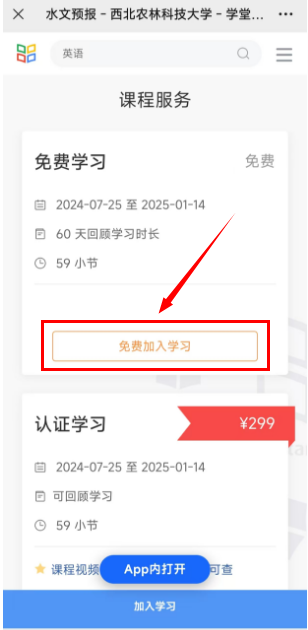 水文预报 - 西北农林科技大学 - 学堂...
英语
课程服务
免费学习
免费
2024-07-25 至 2025-01-14
60 天回顾学习时长
59 小节
免费加入学习
认证学习
¥299
2024-07-25 至 2025-01-14
可回顾学习
59 小节
课程视频
App内打开
可查
加入学习